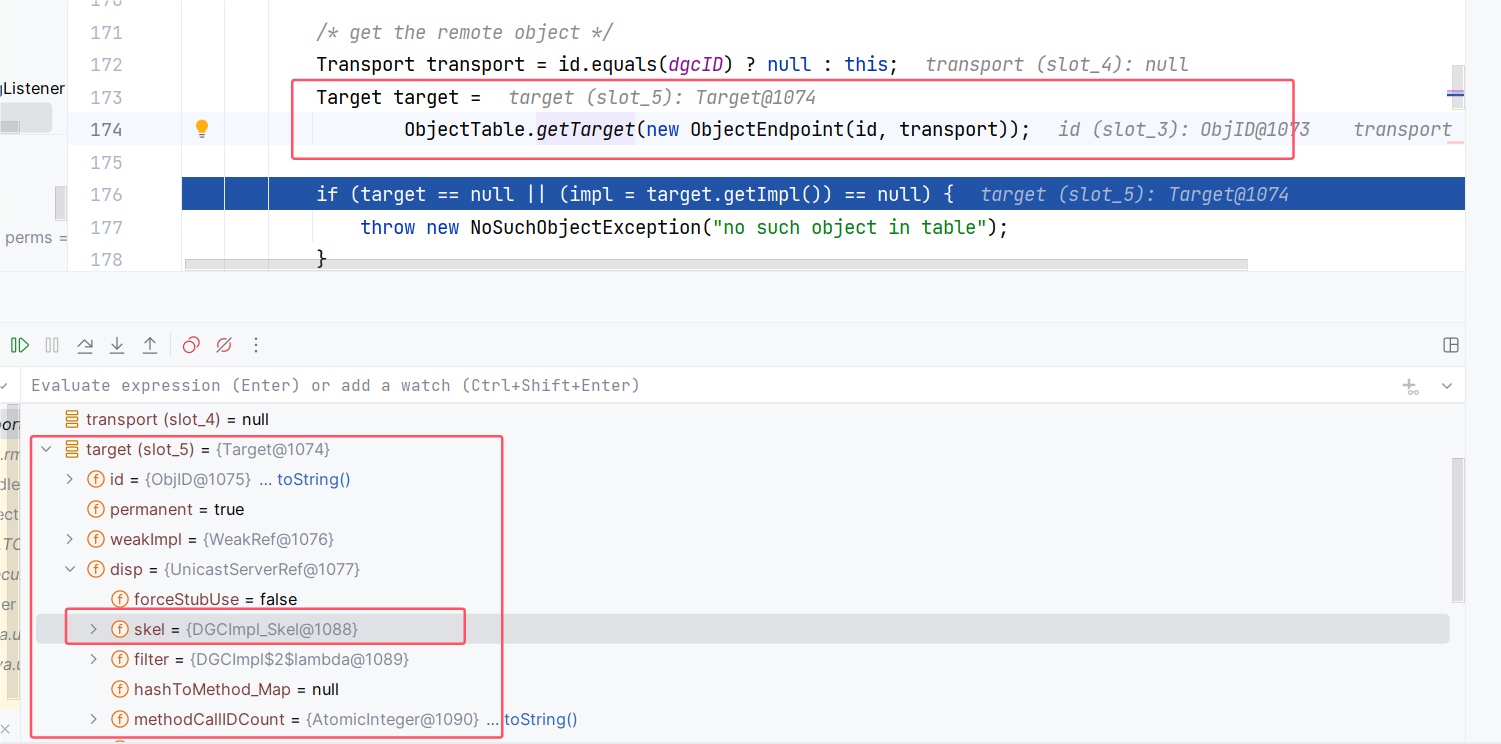 170
171 /* get the remote object */
172 Transport transport = id.equals(dgcID) ? null : this; transport (slot_4): null
gListener
173 Target target = target (slot_5): Target@1074
174 ObjectTable.getTarget(new ObjectEndpoint(id, transport)); id (slot_3): ObjID@1073 transport
175
176 if (target == null || (impl = target.getImpl()) == null) { target (slot_5): Target@1074
177 throw new NoSuchObjectException("no such object in table");
perms =
178 }
Evaluate expression (Enter) or add a watch (Ctrl+Shift+Enter)
transport (slot_4) = null
target (slot_5) = {Target@1074}
id = {ObjID@1075} ... toString()
permanent = true
weakImpl = {WeakRef@1076}
disp = {UnicastServerRef@1077}
forceStubUse = false
skel = {DGCImpl_Skel@1088}
filter = {DGCImpl$2$lambda@1089}
hashToMethod_Map = null
methodCallIDCount = {AtomicInteger@1090} ... toString()